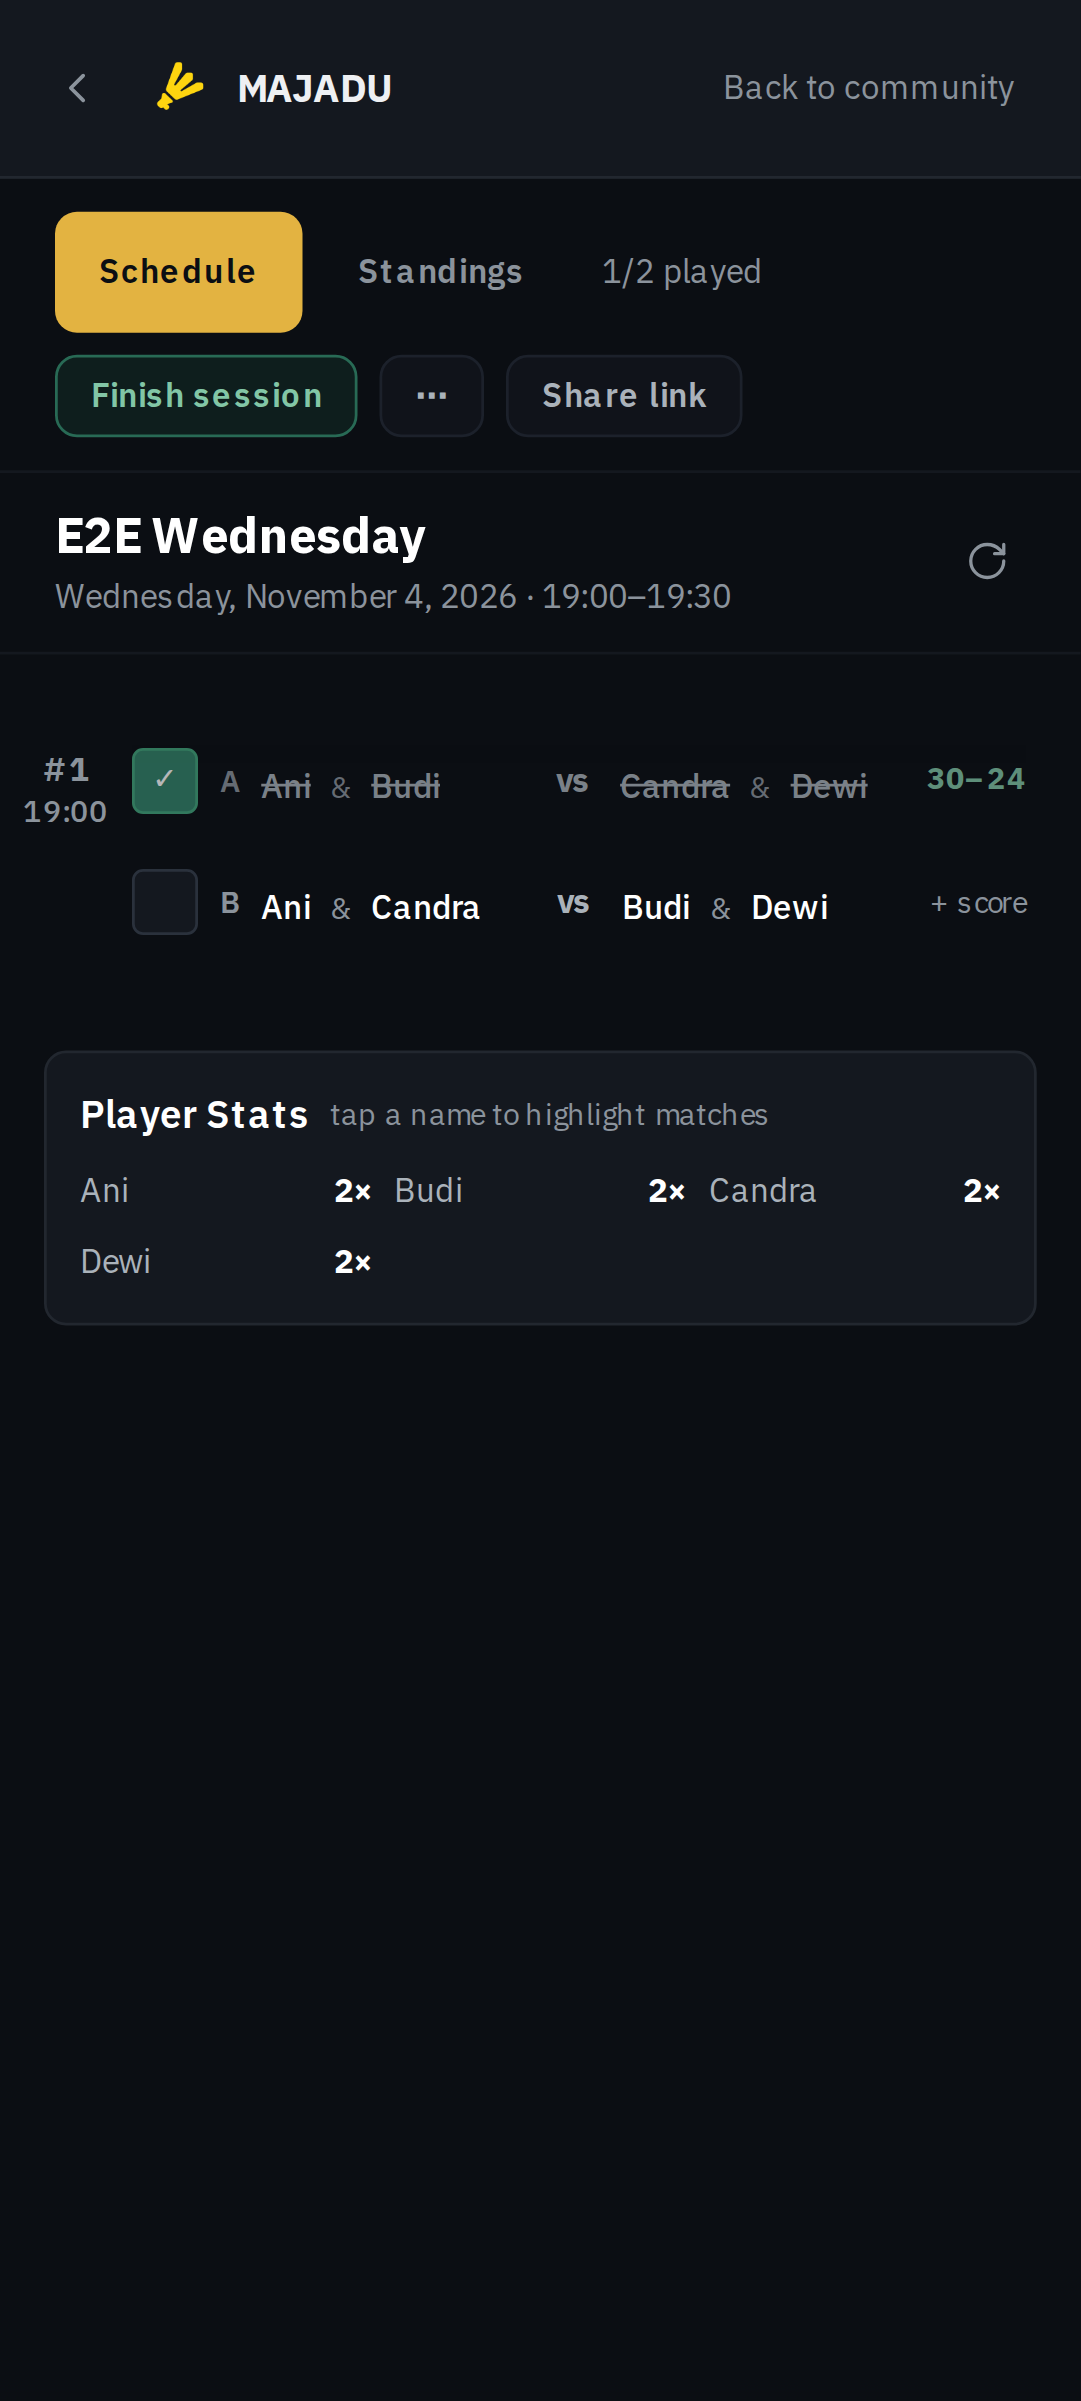 MAJADU Back to community
Schedule Standings 1/2 played
Finish session ··· Share link
E2E Wednesday
Wednesday, November 4, 2026 · 19:00–19:30
#1 ✓ A Ani & Budi vs Candra & Dewi 30–24
19:00
B Ani & Candra vs Budi & Dewi + score
Player Stats tap a name to highlight matches
Ani 2× Budi 2× Candra 2×
Dewi 2×